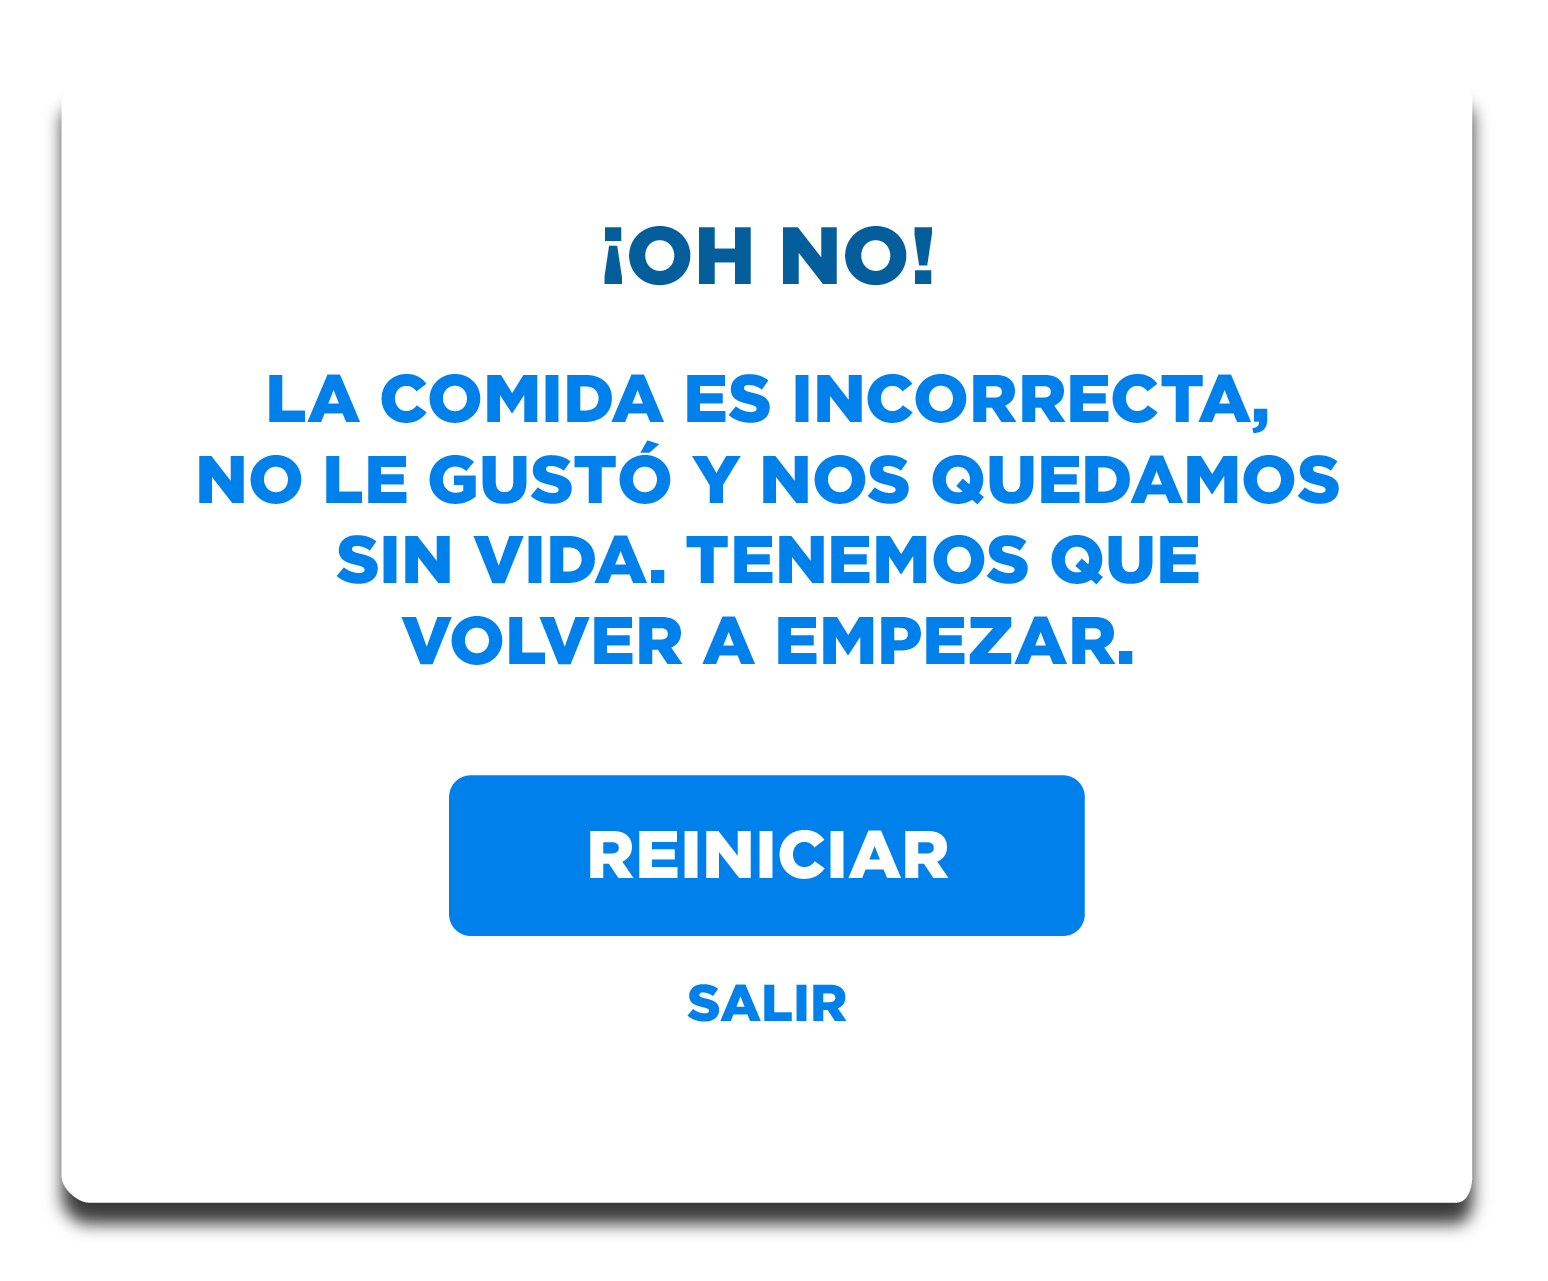 ¡OH NO!
LA COMIDA ES INCORRECTA,
NO LE GUSTÓ Y NOS QUEDAMOS
SIN VIDA. TENEMOS QUE
VOLVER A EMPEZAR.
REINICIAR
SALIR